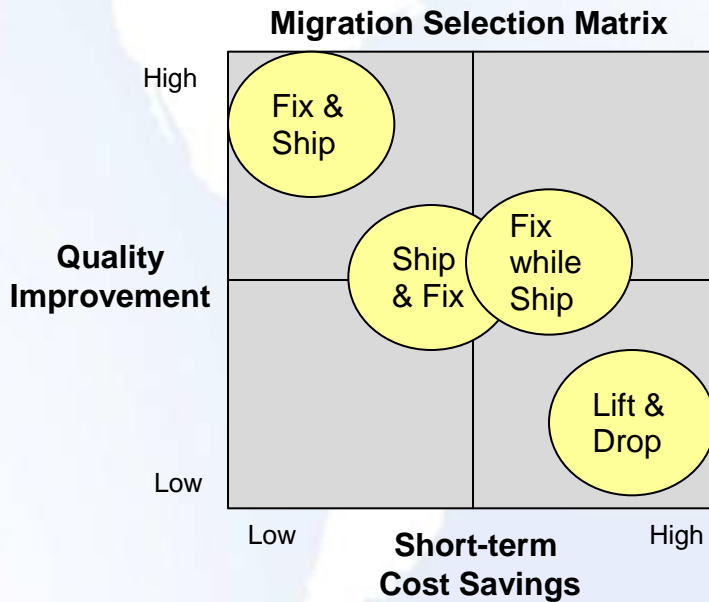 Migration Selection Matrix
High
Fix &
Ship
Quality
Improvement
Ship
& Fix
Fix
while
Ship
Lift &
Drop
Low
Low
High
Short-term
Cost Savings